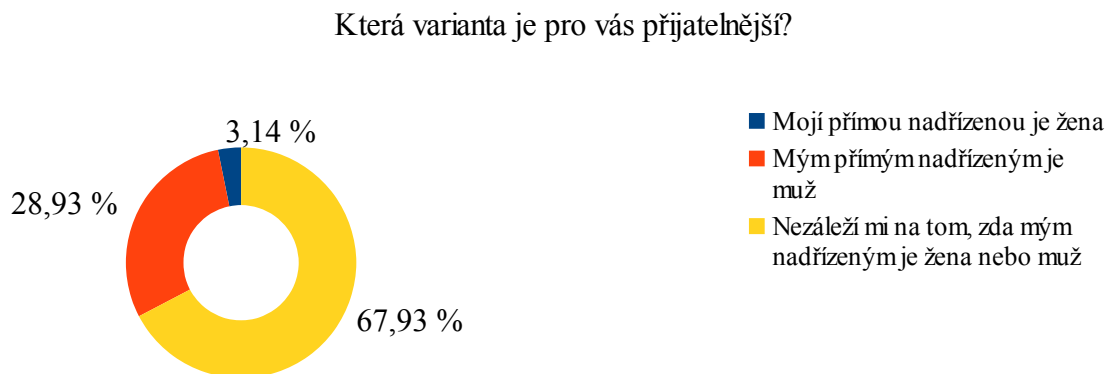 Která varianta je pro vás přijatelnější?
3,14 %
28,93 %
67,93 %
Mojí přímou nadřízenou je žena
Mým přímým nadřízeným je
muž
Nezáleží mi na tom, zda mým
nadřízeným je žena nebo muž